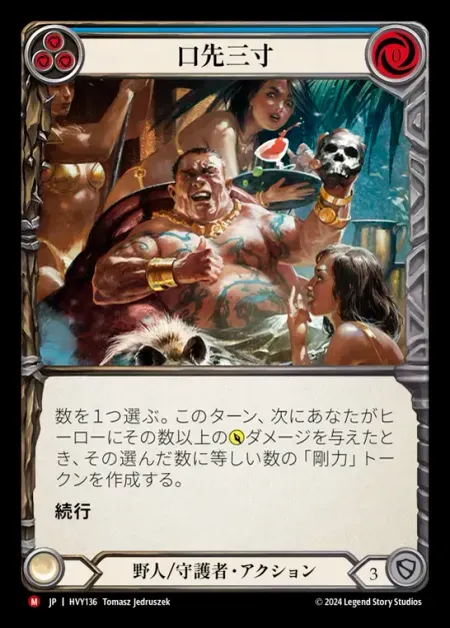 口先三寸
0
数を1つ選ぶ。このターン、次にあなたがヒ
ーローにその数以上のダメージを与えたと
き、その選んだ数に等しい数の「剛力」トー
クンを作成する。
続行
野人/守護者・アクション
3
M JP | HVY136 Tomasz Jedruszek
© 2024 Legend Story Studios